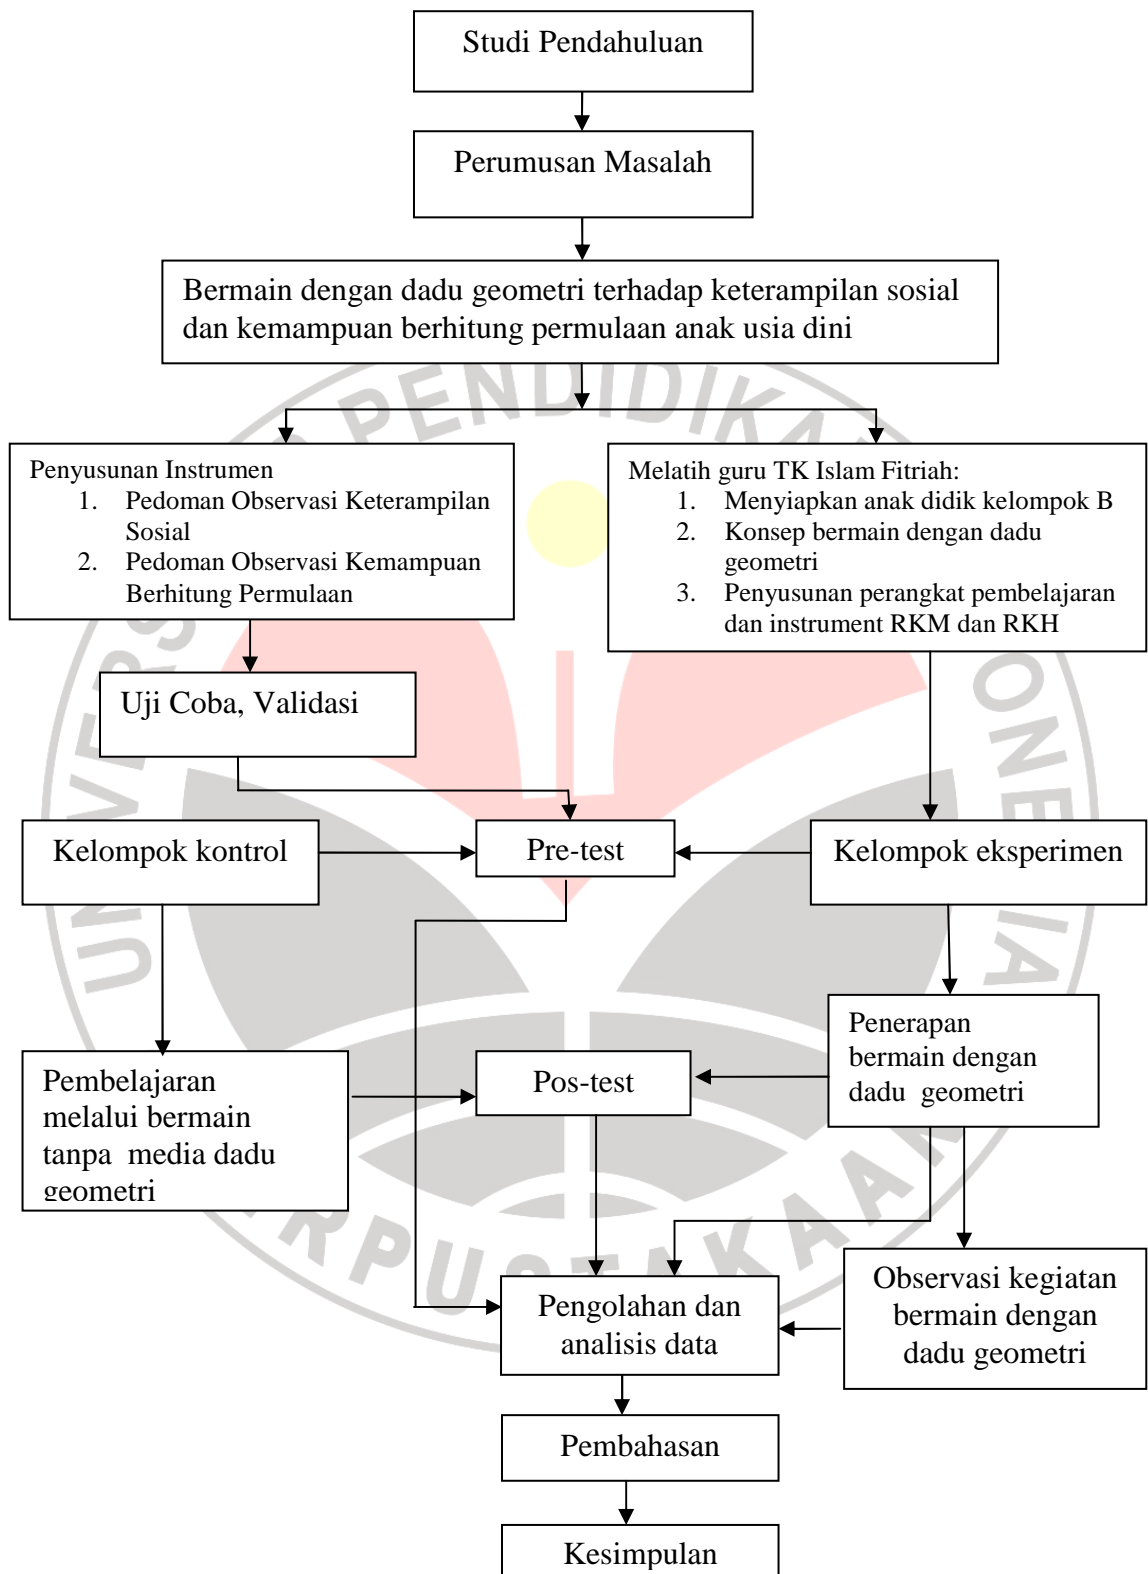 Studi Pendahuluan
Perumusan Masalah
Bermain dengan dadu geometri terhadap keterampilan sosial
dan kemampuan berhitung permulaan anak usia dini
Penyusunan Instrumen
1. Pedoman Observasi Keterampilan
Sosial
2. Pedoman Observasi Kemampuan
Berhitung Permulaan
Melatih guru TK Islam Fitriah:
1. Menyiapkan anak didik kelompok B
2. Konsep bermain dengan dadu
geometri
3. Penyusunan perangkat pembelajaran
dan instrument RKM dan RKH
Uji Coba, Validasi
Kelompok kontrol
Pre-test
Kelompok eksperimen
Pembelajaran
melalui bermain
tanpa media dadu
geometri
Pos-test
Penerapan
bermain dengan
dadu geometri
Pengolahan dan
analisis data
Observasi kegiatan
bermain dengan
dadu geometri
Pembahasan
Kesimpulan